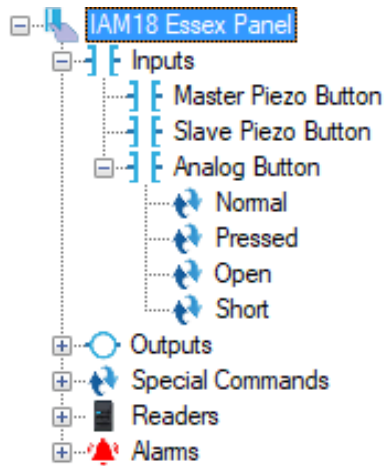 IAM18 Essex Panel
Inputs
Master Piezo Button
Slave Piezo Button
Analog Button
Normal
Pressed
Open
Short
Outputs
Special Commands
Readers
Alarms